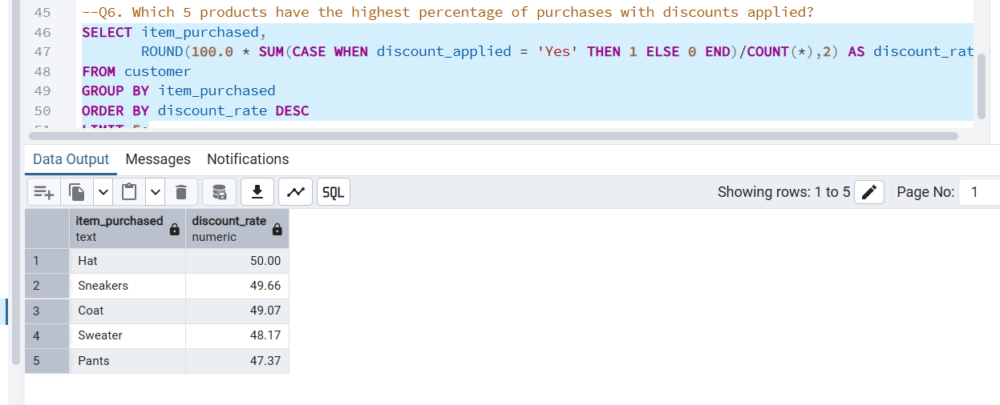 45 --Q6. Which 5 products have the highest percentage of purchases with discounts applied?
46 SELECT item_purchased,
47 ROUND(100.0 * SUM(CASE WHEN discount_applied = 'Yes' THEN 1 ELSE 0 END)/COUNT(*),2) AS discount_rat
48 FROM customer
49 GROUP BY item_purchased
50 ORDER BY discount_rate DESC
51 LIMIT 5;
Data Output Messages Notifications
SQL Showing rows: 1 to 5 Page No: 1
item_purchased discount_rate
text numeric
1 Hat 50.00
2 Sneakers 49.66
3 Coat 49.07
4 Sweater 48.17
5 Pants 47.37